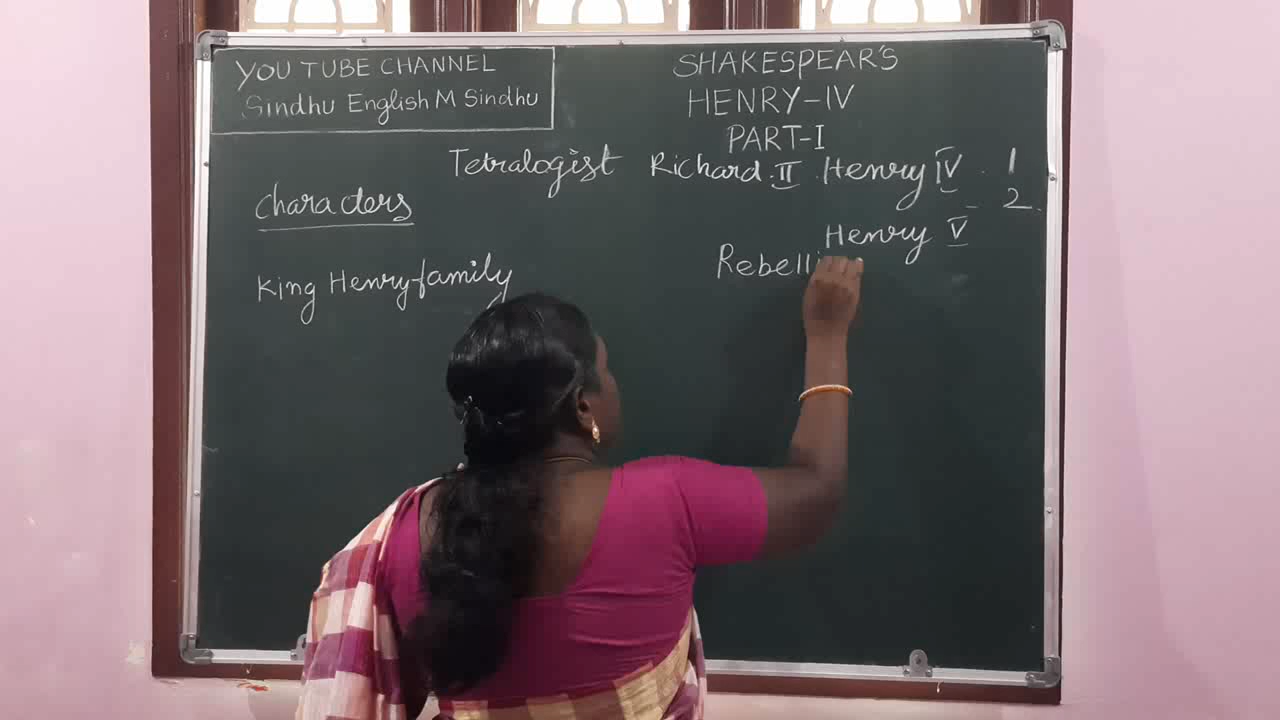 YOU TUBE CHANNEL
Sindhu English M Sindhu
SHAKESPEAR'S
HENRY-IV
PART-I
Tetralogist Richard.II.Henry IV. 1
- 2.
Henry V
characters
King Henry family
Rebelli